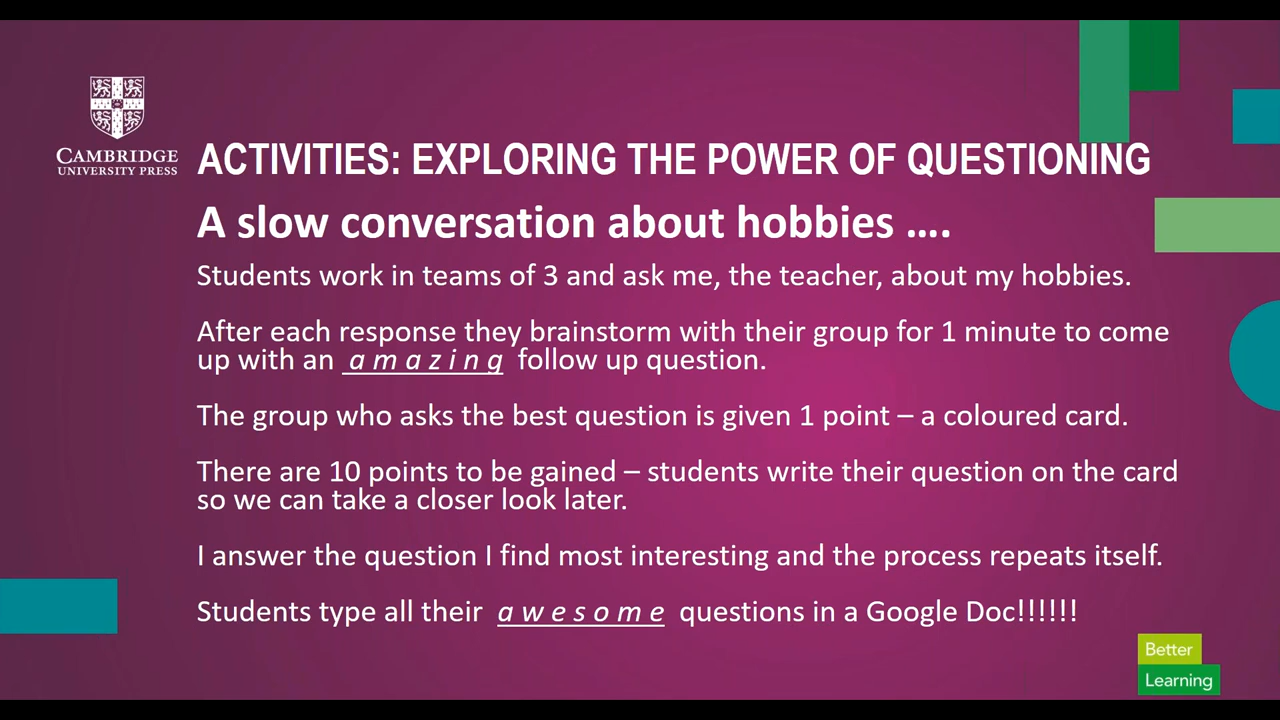 CAMBRIDGE
UNIVERSITY PRESS
ACTIVITIES: EXPLORING THE POWER OF QUESTIONING
A slow conversation about hobbies ....
Students work in teams of 3 and ask me, the teacher, about my hobbies.
After each response they brainstorm with their group for 1 minute to come
up with an a m a z i n g follow up question.
The group who asks the best question is given 1 point – a coloured card.
There are 10 points to be gained – students write their question on the card
so we can take a closer look later.
I answer the question I find most interesting and the process repeats itself.
Students type all their a w e s o m e questions in a Google Doc!!!!!!
Better
Learning